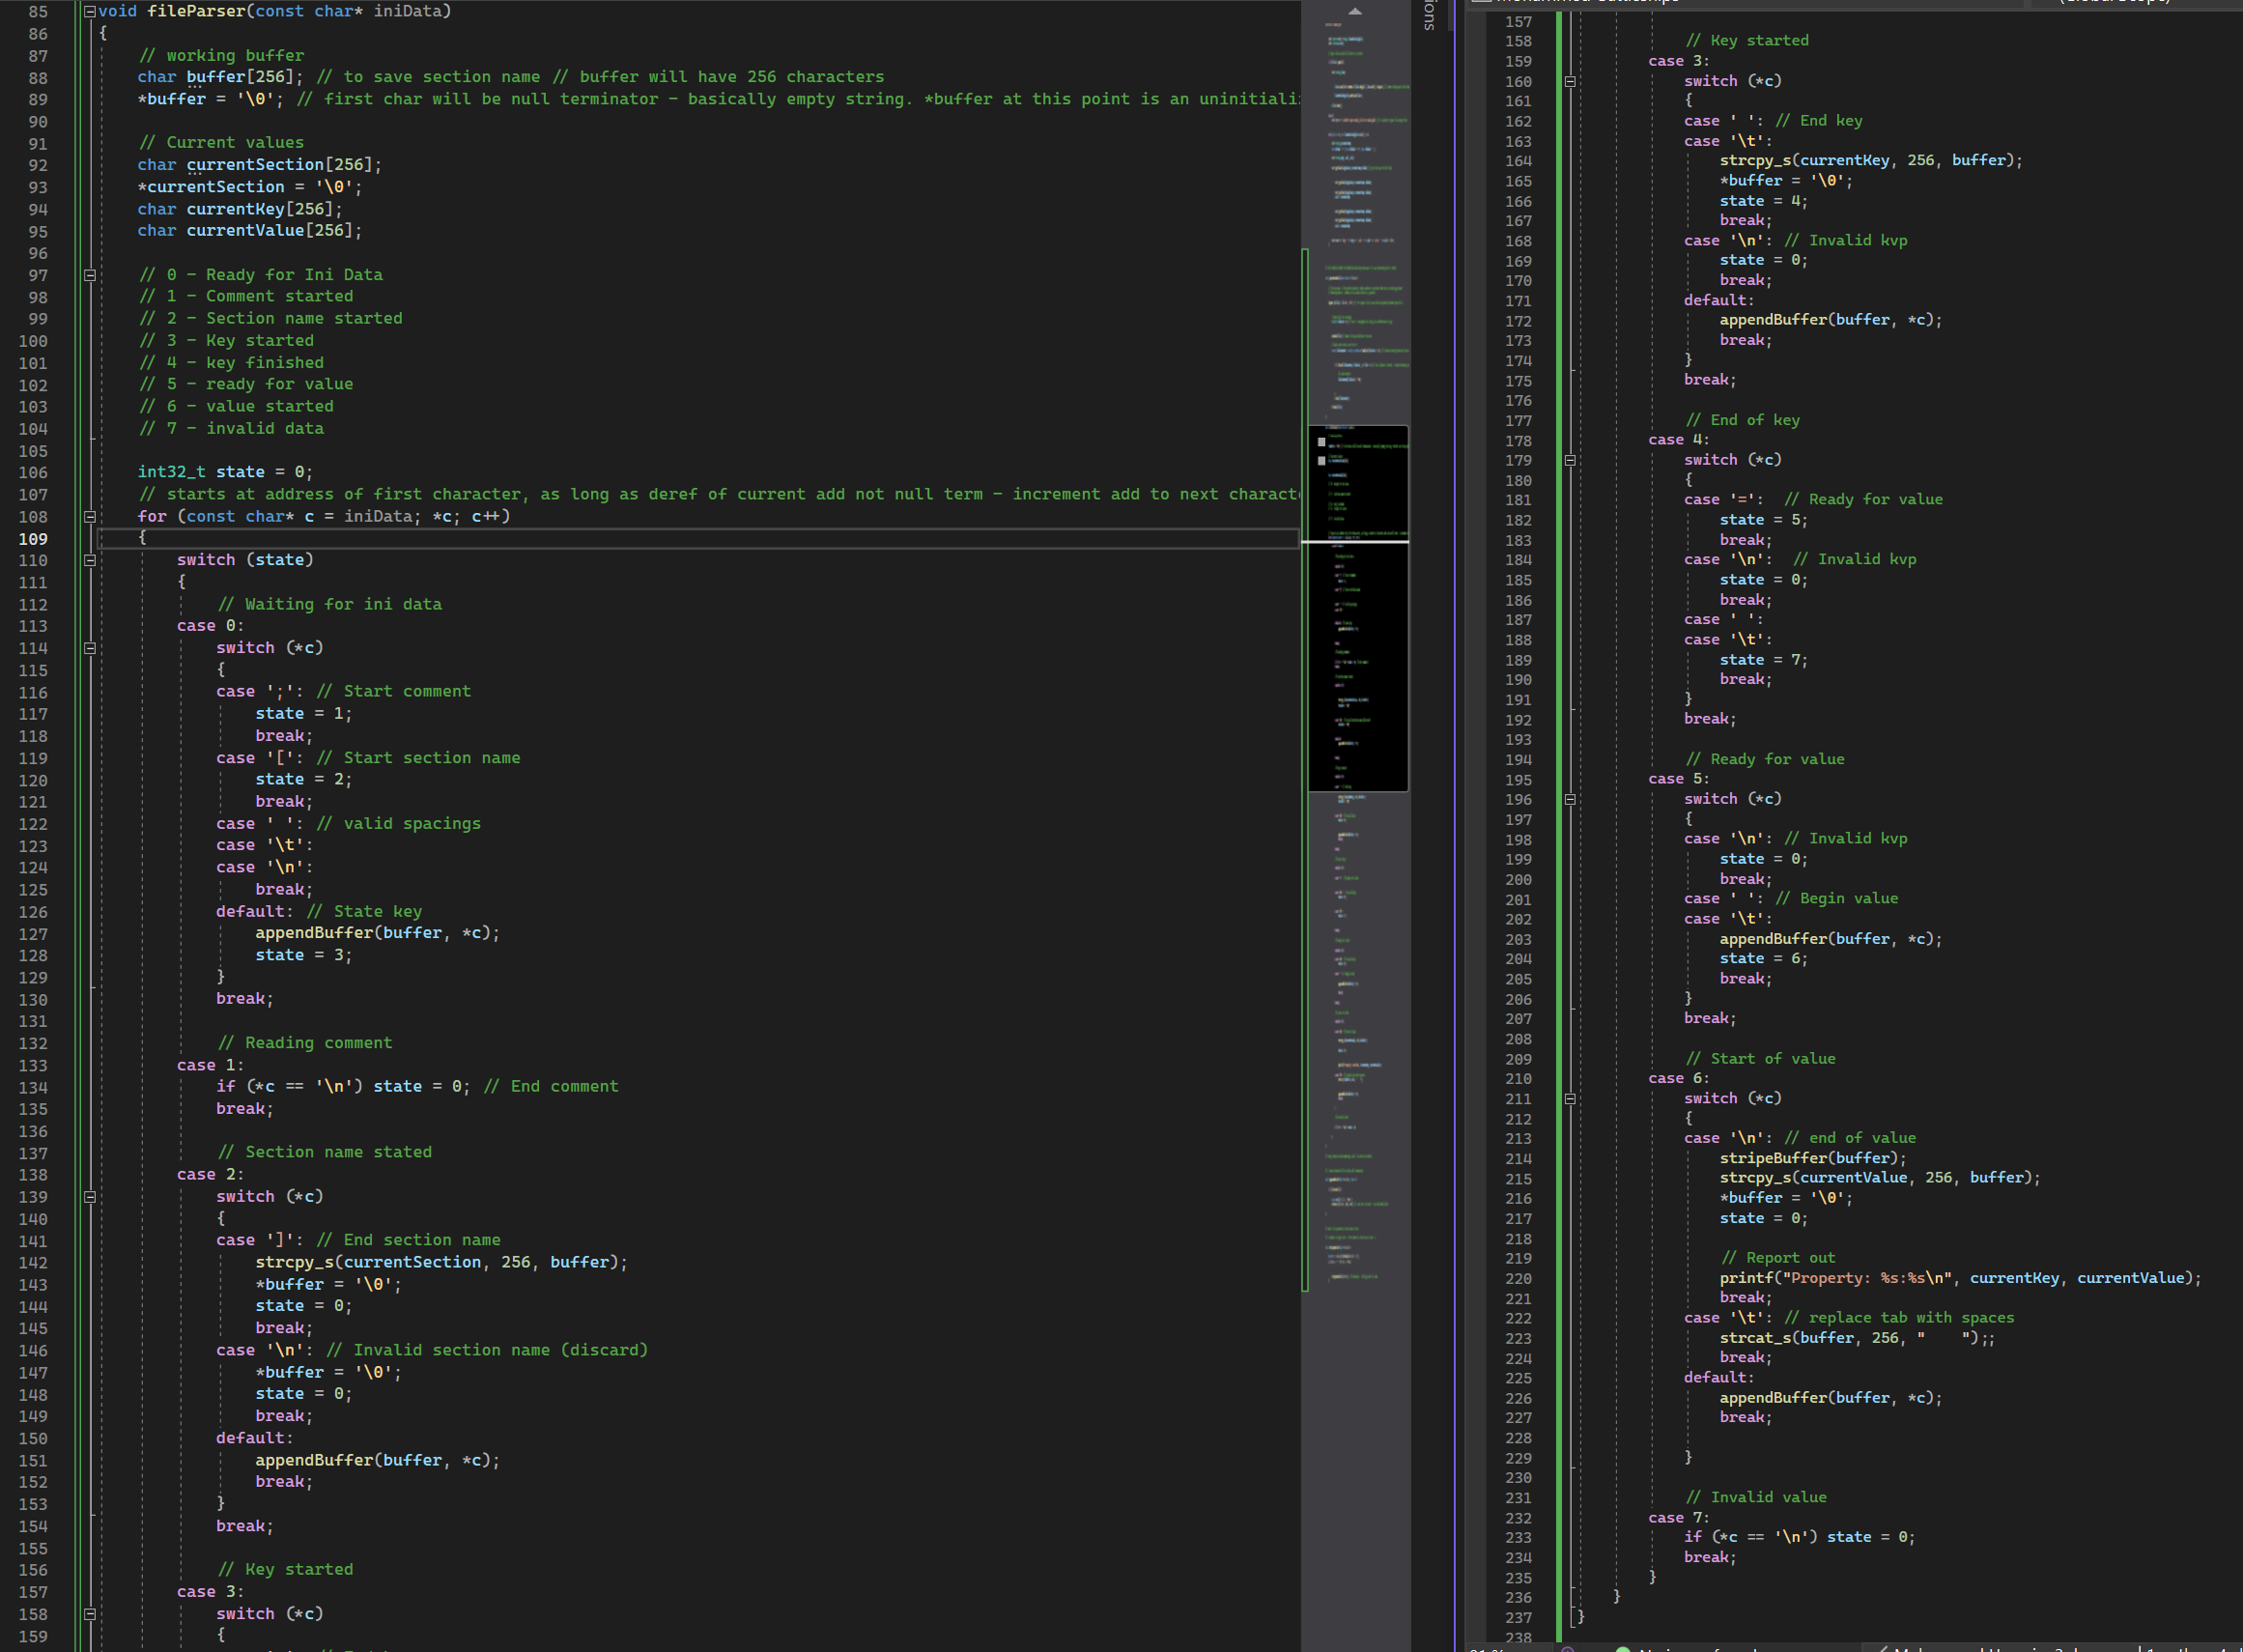 85 void fileParser(const char* iniData)
86 {
87 // working buffer
88 char buffer[256]; // to save section name // buffer will have 256 characters
89 *buffer = '\0'; // first char will be null terminator - basically empty string. *buffer at this point is an
90
91 // Current values
92 char currentSection[256];
93 *currentSection = '\0';
94 char currentKey[256];
95 char currentValue[256];
96
97 // 0 - Ready for Ini Data
98 // 1 - Comment started
99 // 2 - Section name started
100 // 3 - Key started
101 // 4 - key finished
102 // 5 - ready for value
103 // 6 - value started
104 // 7 - invalid data
105
106 int32_t state = 0;
107 // starts at address of first character, as long as deref of current add not null term - increment add to next
108 for (const char* c = iniData; *c; c++)
109 {
110 switch (state)
111 {
112 // Waiting for ini data
113 case 0:
114 switch (*c)
115 {
116 case ';': // Start comment
117 state = 1;
118 break;
119 case '[': // Start section name
120 state = 2;
121 break;
122 case ' ': // valid spacings
123 case '\t':
124 case '\n':
125 break;
126 default: // State key
127 appendBuffer(buffer, *c);
128 state = 3;
129 }
130 break;
131
132 // Reading comment
133 case 1:
134 if (*c == '\n') state = 0; // End comment
135 break;
136
137 // Section name stated
138 case 2:
139 switch (*c)
140 {
141 case ']': // End section name
142 strcpy_s(currentSection, 256, buffer);
143 *buffer = '\0';
144 state = 0;
145 break;
146 case '\n': // Invalid section name (discard)
147 *buffer = '\0';
148 state = 0;
149 break;
150 default:
151 appendBuffer(buffer, *c);
152 break;
153 }
154 break;
155
156 // Key started
157 case 3:
158 switch (*c)
159 {
ions
157
158 // Key started
159 case 3:
160 switch (*c)
161 {
162 case ' ': // End key
163 case '\t':
164 strcpy_s(currentKey, 256, buffer);
165 *buffer = '\0';
166 state = 4;
167 break;
168 case '\n': // Invalid kvp
169 state = 0;
170 break;
171 default:
172 appendBuffer(buffer, *c);
173 break;
174 }
175 break;
176
177 // End of key
178 case 4:
179 switch (*c)
180 {
181 case '=': // Ready for value
182 state = 5;
183 break;
184 case '\n': // Invalid kvp
185 state = 0;
186 break;
187 case ' ':
188 case '\t':
189 state = 7;
190 break;
191 }
192 break;
193
194 // Ready for value
195 case 5:
196 switch (*c)
197 {
198 case '\n': // Invalid kvp
199 state = 0;
200 break;
201 case ' ': // Begin value
202 case '\t':
203 appendBuffer(buffer, *c);
204 state = 6;
205 break;
206 }
207 break;
208
209 // Start of value
210 case 6:
211 switch (*c)
212 {
213 case '\n': // end of value
214 stripeBuffer(buffer);
215 strcpy_s(currentValue, 256, buffer);
216 *buffer = '\0';
217 state = 0;
218
219 // Report out
220 printf("Property: %s:%s\n", currentKey, currentValue);
221 break;
222 case '\t': // replace tab with spaces
223 strcat_s(buffer, 256, "    ");;
224 break;
225 default:
226 appendBuffer(buffer, *c);
227 break;
228
229 }
230
231 // Invalid value
232 case 7:
233 if (*c == '\n') state = 0;
234 break;
235 }
236 }
237 }
238